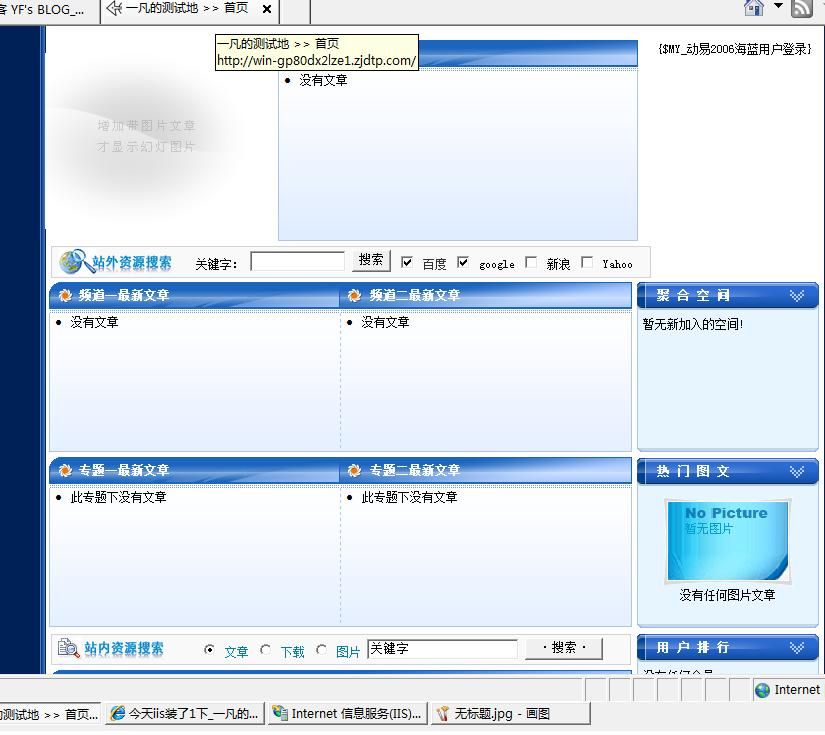 客 YF's BLOG_...
一凡的测试地 >> 首页
一凡的测试地 >> 首页
http://win-gp80dx2lze1.zjdtp.com/
{$MY_动易2006海蓝用户登录}
没有文章
增加带图片文章
才显示幻灯图片
站外资源搜索 关键字: 搜索 百度 google 新浪 Yahoo
频道一最新文章 频道二最新文章 聚合空间
没有文章 没有文章 暂无新加入的空间!
专题一最新文章 专题二最新文章 热门图文
此专题下没有文章 此专题下没有文章
No Picture
暂无图片
没有任何图片文章
站内资源搜索 文章 下载 图片 关键字 ·搜索· 用户排行
Internet
的测试地 >> 首页... 今天iis装了1下_一凡的... Internet 信息服务(IIS)... 无标题.jpg - 画图